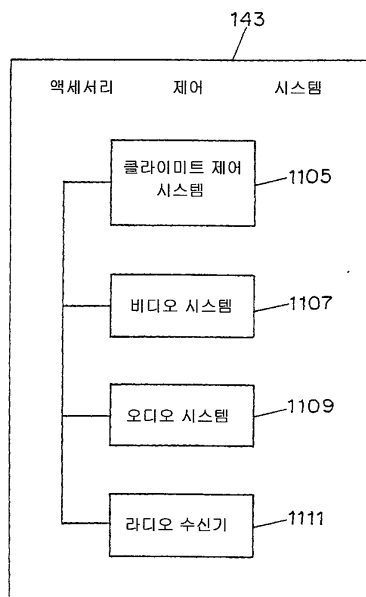 143
액세서리 제어 시스템
클라이미트 제어
시스템
1105
비디오 시스템
1107
오디오 시스템
1109
라디오 수신기
1111